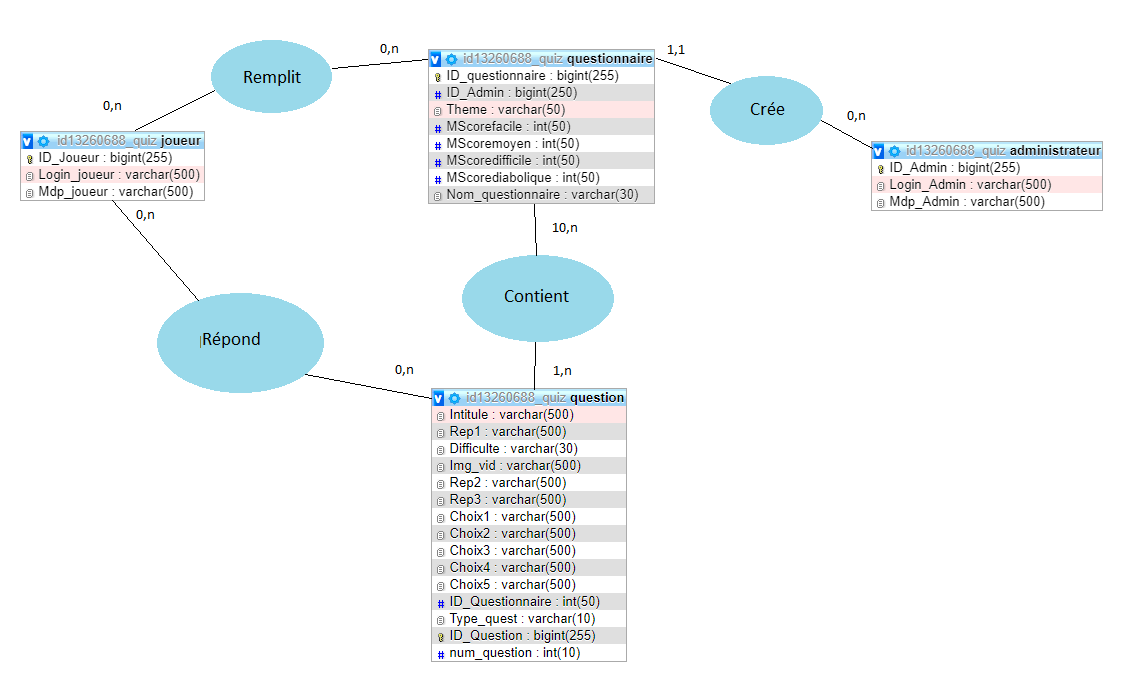 0,n
1,1
Remplit
id13260688_quiz questionnaire
ID_questionnaire : bigint(255)
ID_Admin : bigint(250)
Theme : varchar(50)
MScorefacile : int(50)
MScoremoyen : int(50)
MScoredifficile : int(50)
MScorediabolique : int(50)
Nom_questionnaire : varchar(30)
Crée
0,n
0,n
id13260688_quiz joueur
ID_Joueur : bigint(255)
Login_joueur : varchar(500)
Mdp_joueur : varchar(500)
id13260688_quiz administrateur
ID_Admin : bigint(255)
Login_Admin : varchar(500)
Mdp_Admin : varchar(500)
0,n
10,n
Contient
Répond
0,n
1,n
id13260688_quiz question
Intitule : varchar(500)
Rep1 : varchar(500)
Difficulte : varchar(30)
Img_vid : varchar(500)
Rep2 : varchar(500)
Rep3 : varchar(500)
Choix1 : varchar(500)
Choix2 : varchar(500)
Choix3 : varchar(500)
Choix4 : varchar(500)
Choix5 : varchar(500)
ID_Questionnaire : int(50)
Type_quest : varchar(10)
ID_Question : bigint(255)
num_question : int(10)